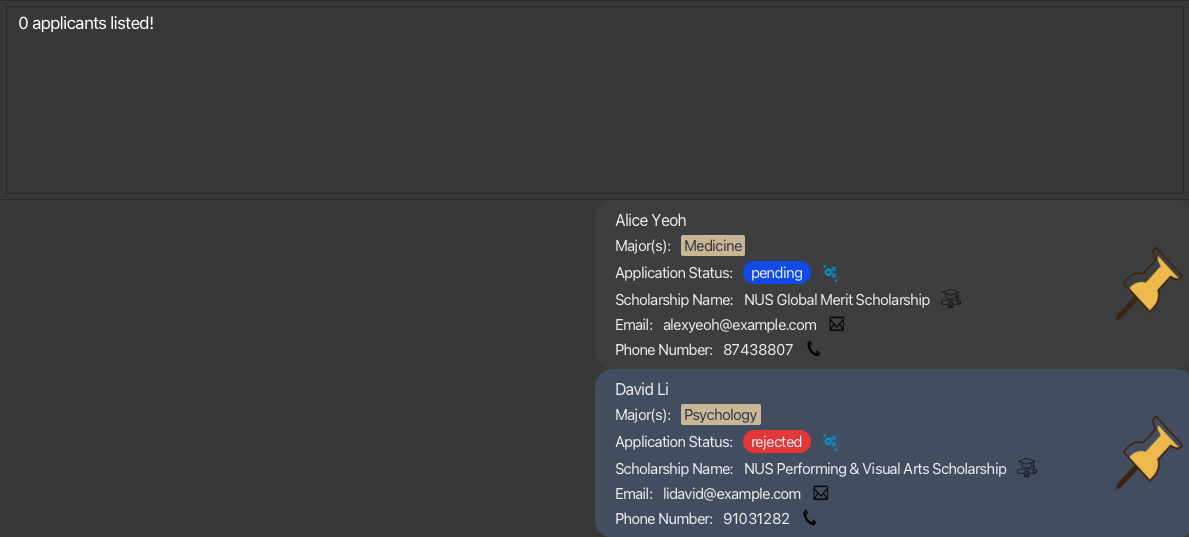 0 applicants listed!
Alice Yeoh
Major(s): Medicine
Application Status: pending
Scholarship Name: NUS Global Merit Scholarship
Email: alexyeoh@example.com
Phone Number: 87438807
David Li
Major(s): Psychology
Application Status: rejected
Scholarship Name: NUS Performing & Visual Arts Scholarship
Email: lidavid@example.com
Phone Number: 91031282